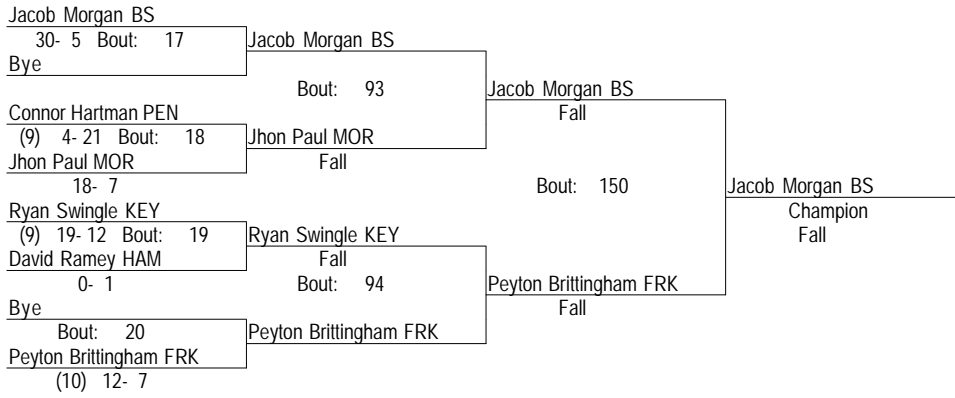 Jacob Morgan BS
30- 5 Bout: 17
Jacob Morgan BS
Bye
Bout: 93
Jacob Morgan BS
Connor Hartman PEN
Fall
(9) 4- 21 Bout: 18
Jhon Paul MOR
Jhon Paul MOR
Fall
18- 7
Bout: 150
Jacob Morgan BS
Ryan Swingle KEY
Champion
(9) 19- 12 Bout: 19
Ryan Swingle KEY
Fall
David Ramey HAM
Fall
0- 1
Bout: 94
Peyton Brittingham FRK
Bye
Fall
Bout: 20
Peyton Brittingham FRK
Peyton Brittingham FRK
(10) 12- 7